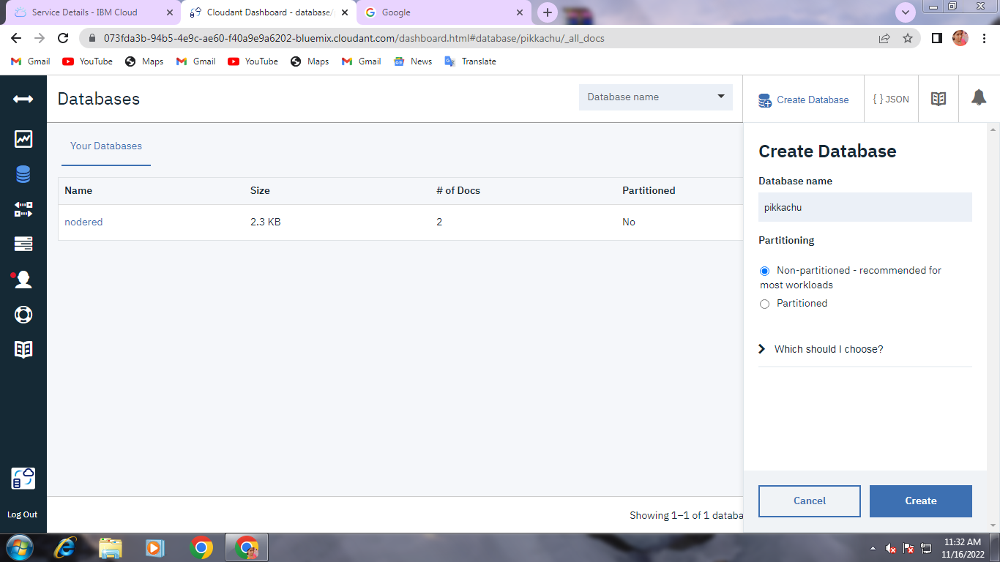 Service Details - IBM Cloud
Cloudant Dashboard - database/
Google
073fda3b-94b5-4e9c-ae60-f40a9e9a6202-bluemix.cloudant.com/dashboard.html#database/pikkachu/_all_docs
Gmail YouTube Maps Gmail YouTube Maps Gmail News Translate
Databases
Database name
Create Database
{ } JSON
Your Databases
Name Size # of Docs Partitioned
nodered 2.3 KB 2 No
Showing 1–1 of 1 databa
Create Database
Database name
pikkachu
Partitioning
Non-partitioned - recommended for
most workloads
Partitioned
Which should I choose?
Cancel
Create
Log Out
11:32 AM
11/16/2022